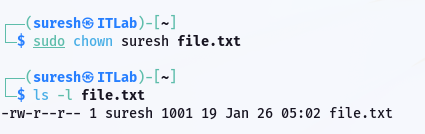 ┌──(suresh㉿ITLab)-[~]
└─$ sudo chown suresh file.txt
┌──(suresh㉿ITLab)-[~]
└─$ ls -l file.txt
-rw-r--r-- 1 suresh 1001 19 Jan 26 05:02 file.txt